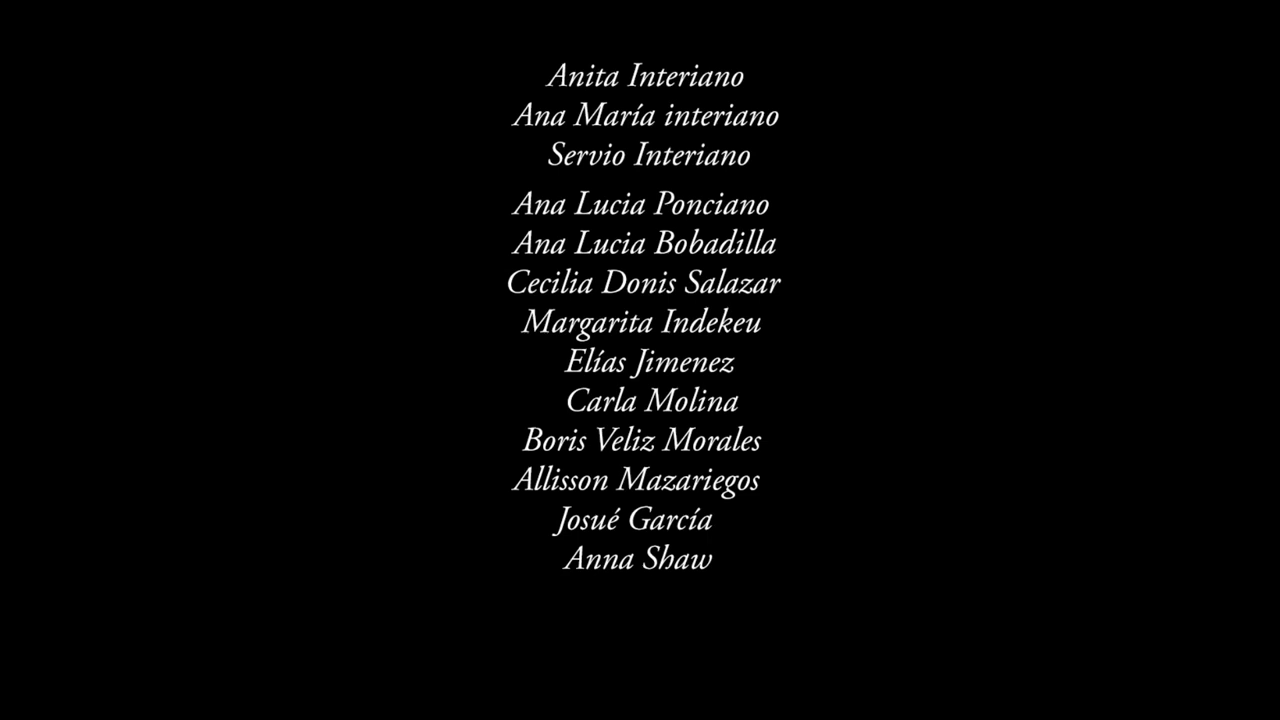 Anita Interiano
Ana María interiano
Servio Interiano
Ana Lucia Ponciano
Ana Lucia Bobadilla
Cecilia Donis Salazar
Margarita Indekeu
Elías Jimenez
Carla Molina
Boris Veliz Morales
Allisson Mazariegos
Josué García
Anna Shaw